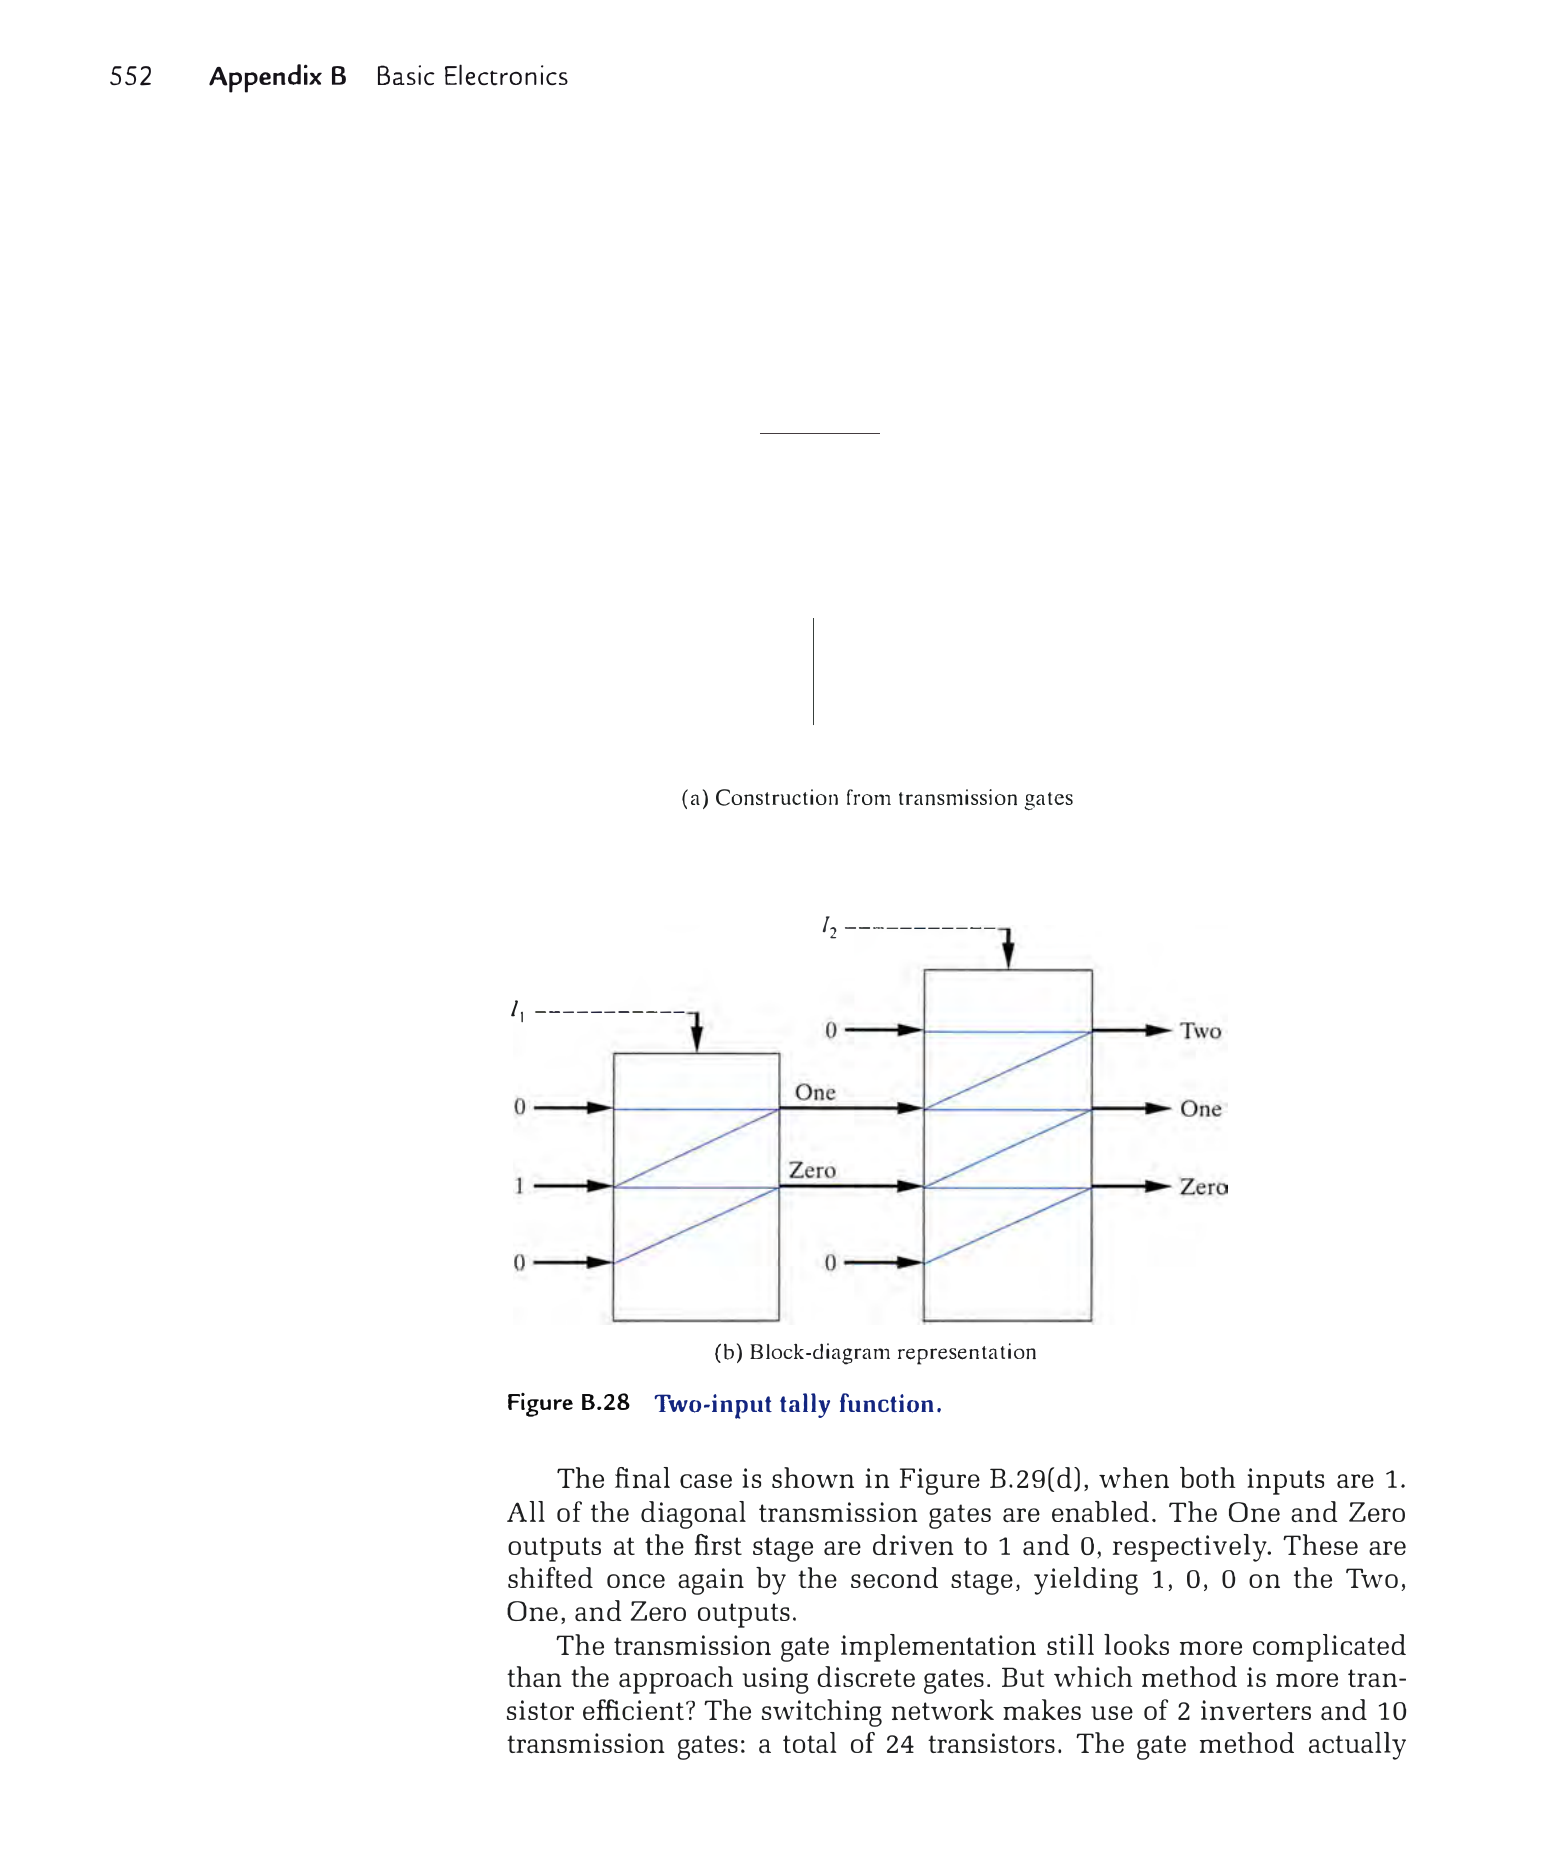 552 Appendix B Basic Electronics
(a) Construction from transmission gates
I2
I1
0
Two
One
0
One
Zero
1
Zero
0
0
(b) Block-diagram representation
Figure B.28 Two-input tally function.
The final case is shown in Figure B.29(d), when both inputs are 1.
All of the diagonal transmission gates are enabled. The One and Zero
outputs at the first stage are driven to 1 and 0, respectively. These are
shifted once again by the second stage, yielding 1, 0, 0 on the Two,
One, and Zero outputs.
The transmission gate implementation still looks more complicated
than the approach using discrete gates. But which method is more tran-
sistor efficient? The switching network makes use of 2 inverters and 10
transmission gates: a total of 24 transistors. The gate method actually